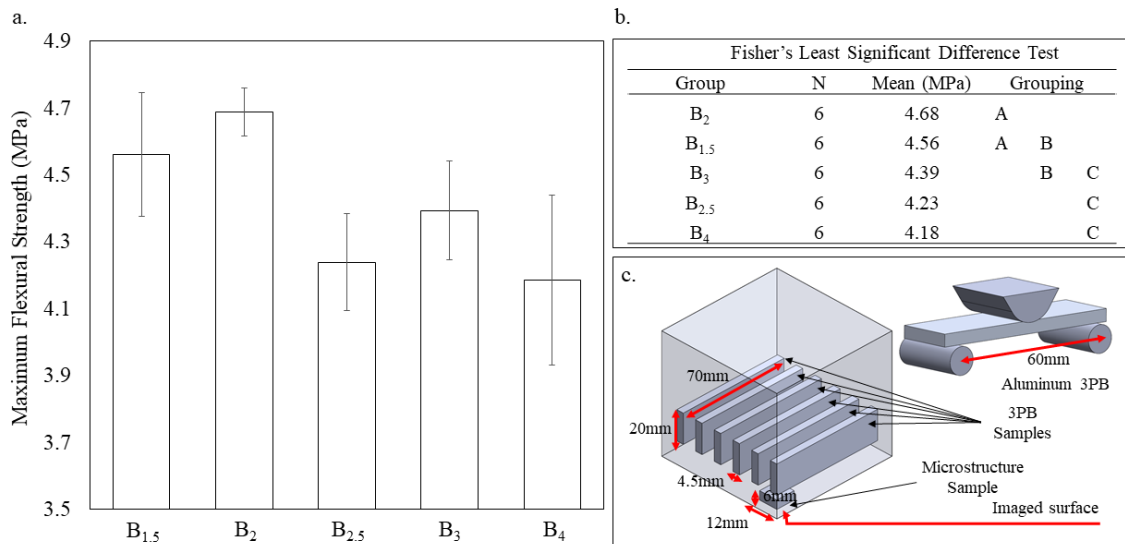 a.
Maximum Flexural Strength (MPa)
4.9
4.7
4.5
4.3
4.1
3.9
3.7
3.5
B1.5 B2 B2.5 B3 B4
b.
Fisher's Least Significant Difference Test
Group N Mean (MPa) Grouping
B2 6 4.68 A
B1.5 6 4.56 A B
B3 6 4.39 B C
B2.5 6 4.23 C
B4 6 4.18 C
c.
60mm
Aluminum 3PB
70mm
20mm
3PB
Samples
4.5mm
6mm
12mm
Microstructure
Sample
Imaged surface